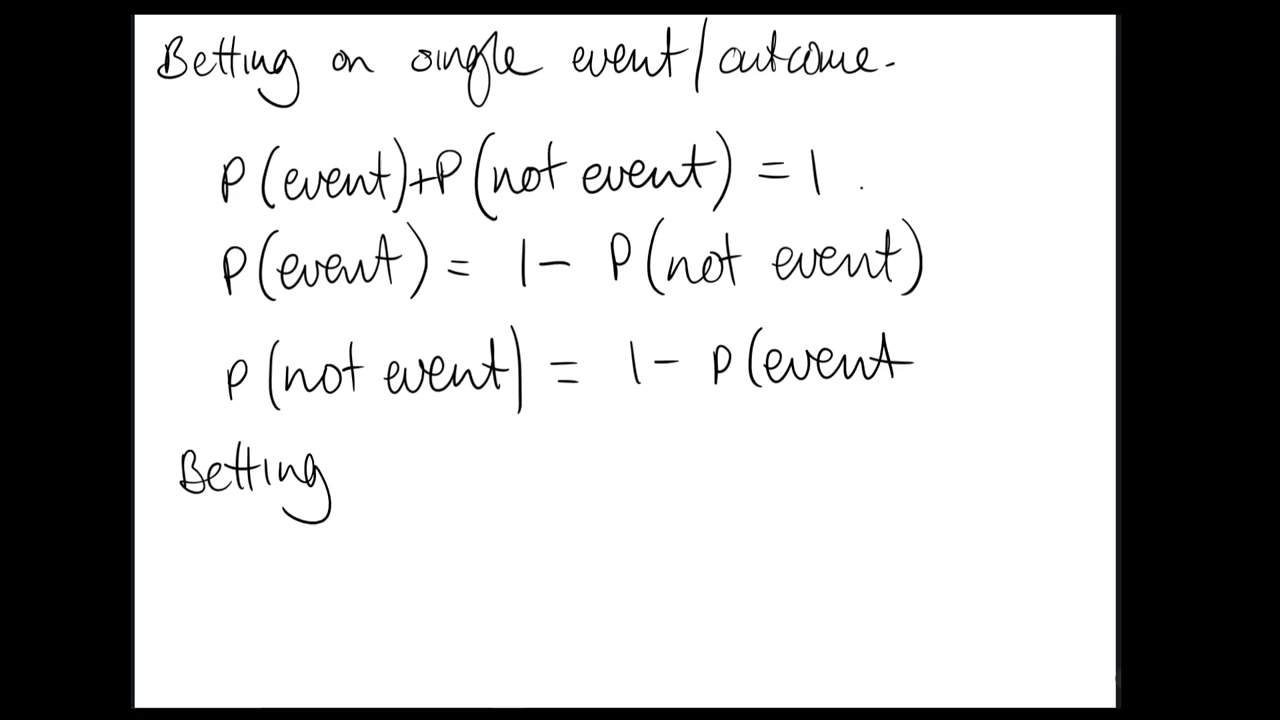 Betting on single event/outcome.
P(event)+P(not event) = 1.
P(event) = 1- P(not event)
P(not event) = 1- P(event
Betting